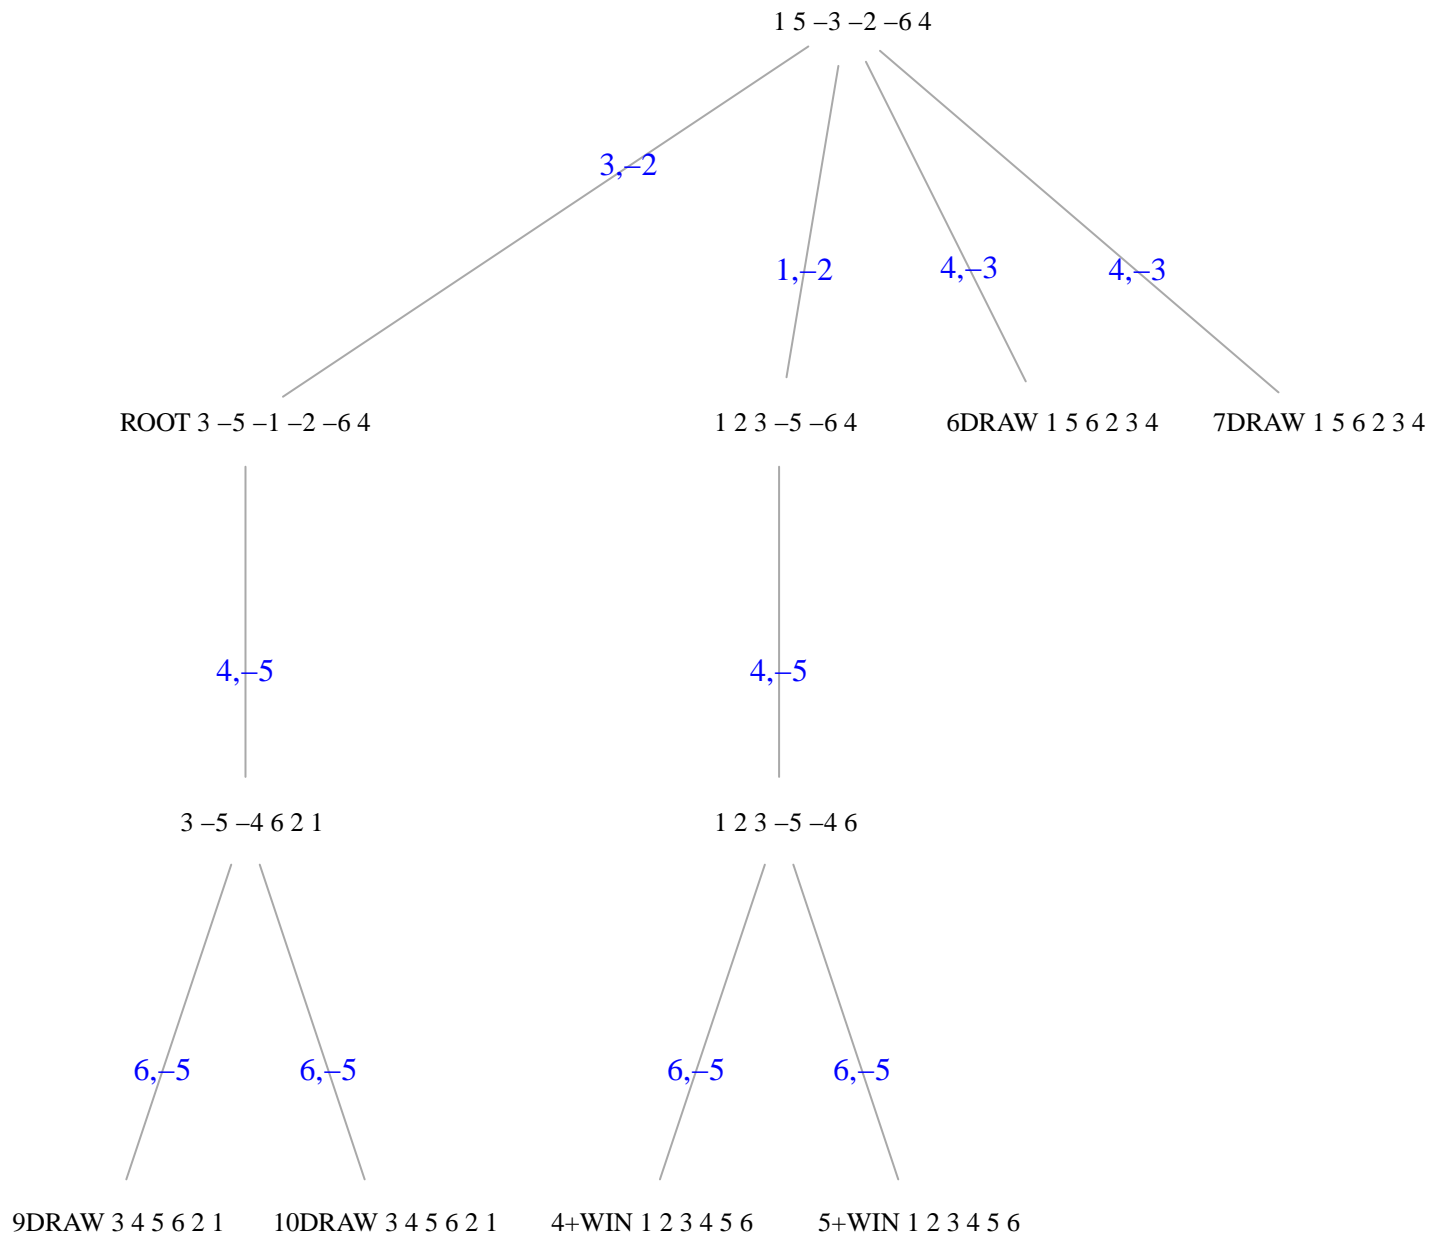 1 5 –3 –2 –6 4
3,–2
1,–2
4,–3
4,–3
ROOT 3 –5 –1 –2 –6 4
1 2 3 –5 –6 4
6DRAW 1 5 6 2 3 4
7DRAW 1 5 6 2 3 4
4,–5
4,–5
3 –5 –4 6 2 1
1 2 3 –5 –4 6
6,–5
6,–5
6,–5
6,–5
9DRAW 3 4 5 6 2 1
10DRAW 3 4 5 6 2 1
4+WIN 1 2 3 4 5 6
5+WIN 1 2 3 4 5 6